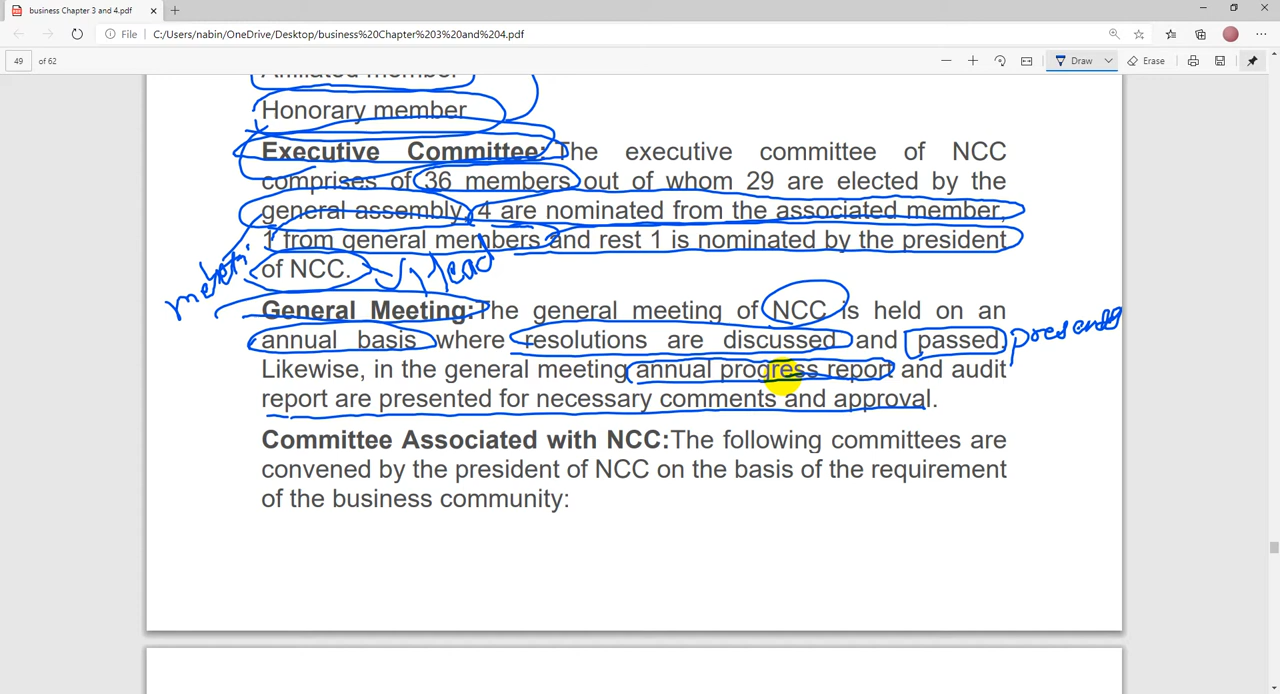 business Chapter 3 and 4.pdf
File C:/Users/nabin/OneDrive/Desktop/business%20Chapter%203%20and%204.pdf
49 of 62
Draw
Erase
Affiliated member
Honorary member
Executive Committee: The executive committee of NCC
comprises of 36 members out of whom 29 are elected by the
general assembly, 4 are nominated from the associated member,
1 from general members and rest 1 is nominated by the president
of NCC.
General Meeting: The general meeting of NCC is held on an
annual basis where resolutions are discussed and passed.
Likewise, in the general meeting annual progress report and audit
report are presented for necessary comments and approval.
Committee Associated with NCC:The following committees are
convened by the president of NCC on the basis of the requirement
of the business community: